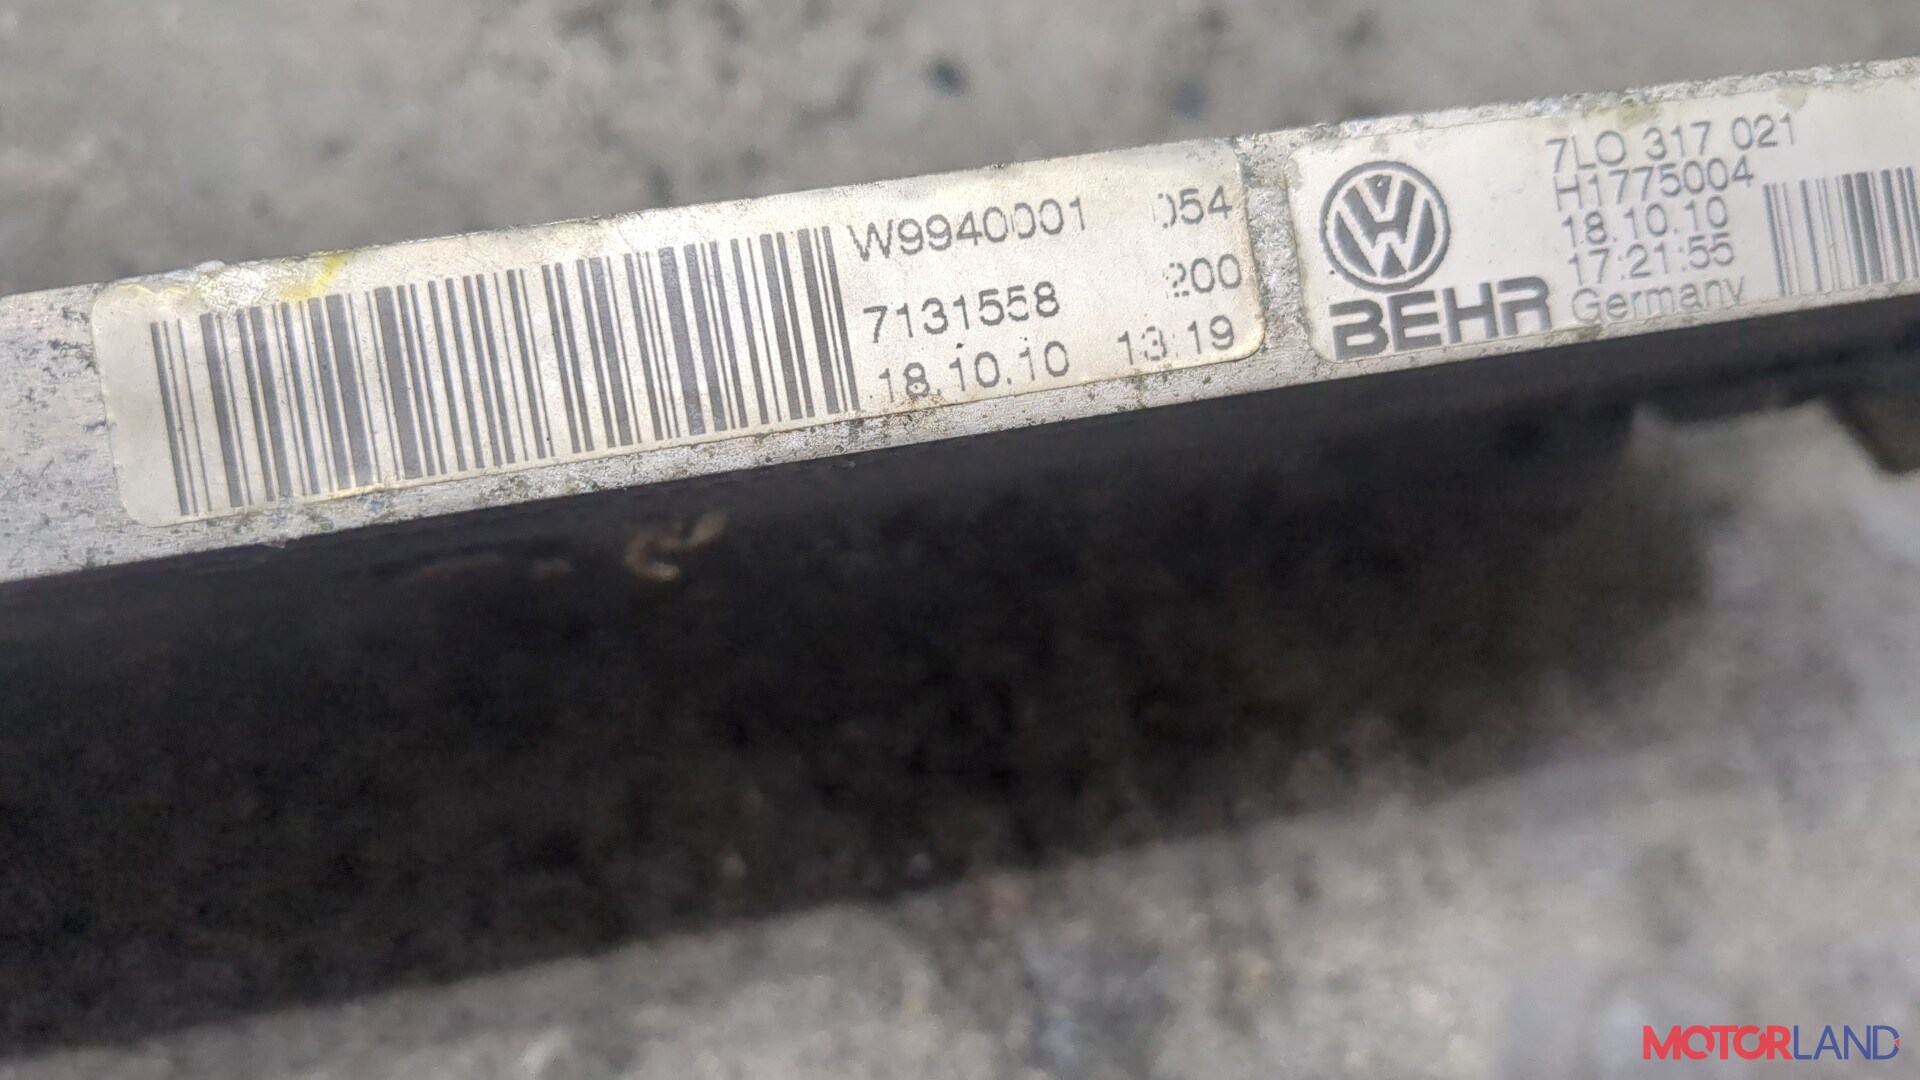 W9940001 054
7131558 200
18.10.10 13:19
7L0 317 021
H1775004
18.10.10
17:21:55
BEHR Germany
MOTORLAND